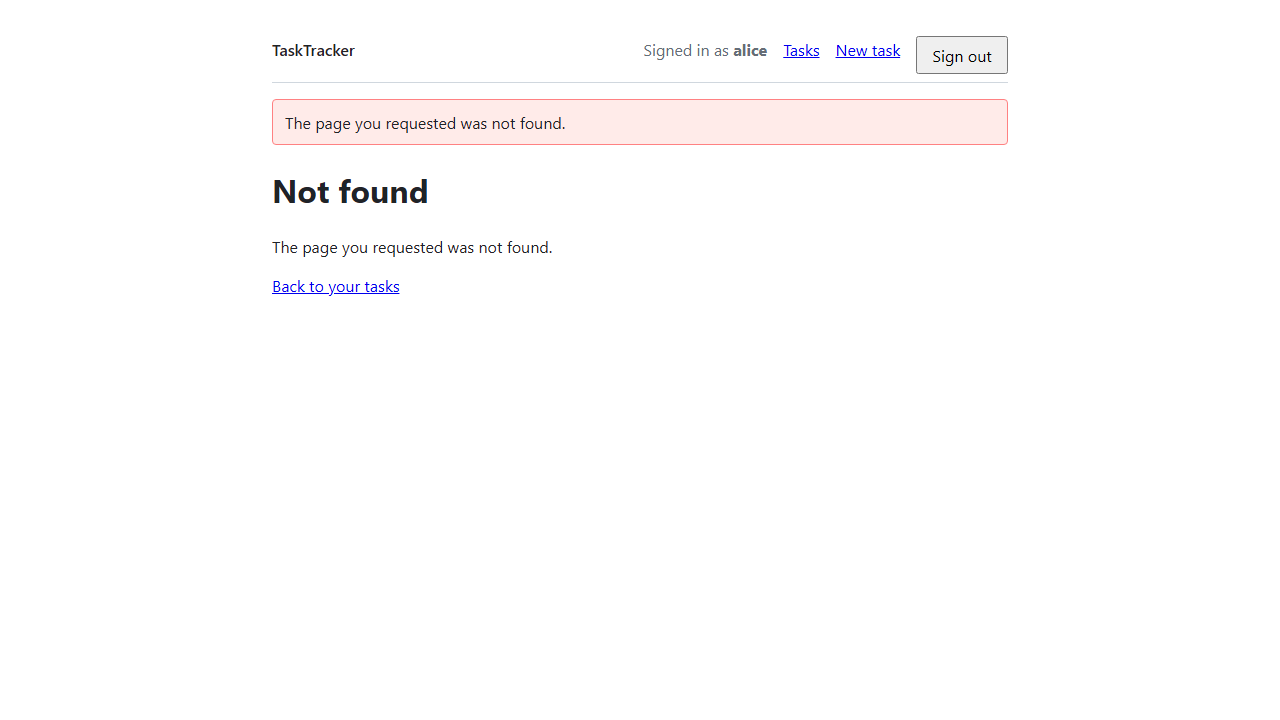 TaskTracker
Signed in as alice Tasks New task Sign out
The page you requested was not found.
Not found
The page you requested was not found.
Back to your tasks